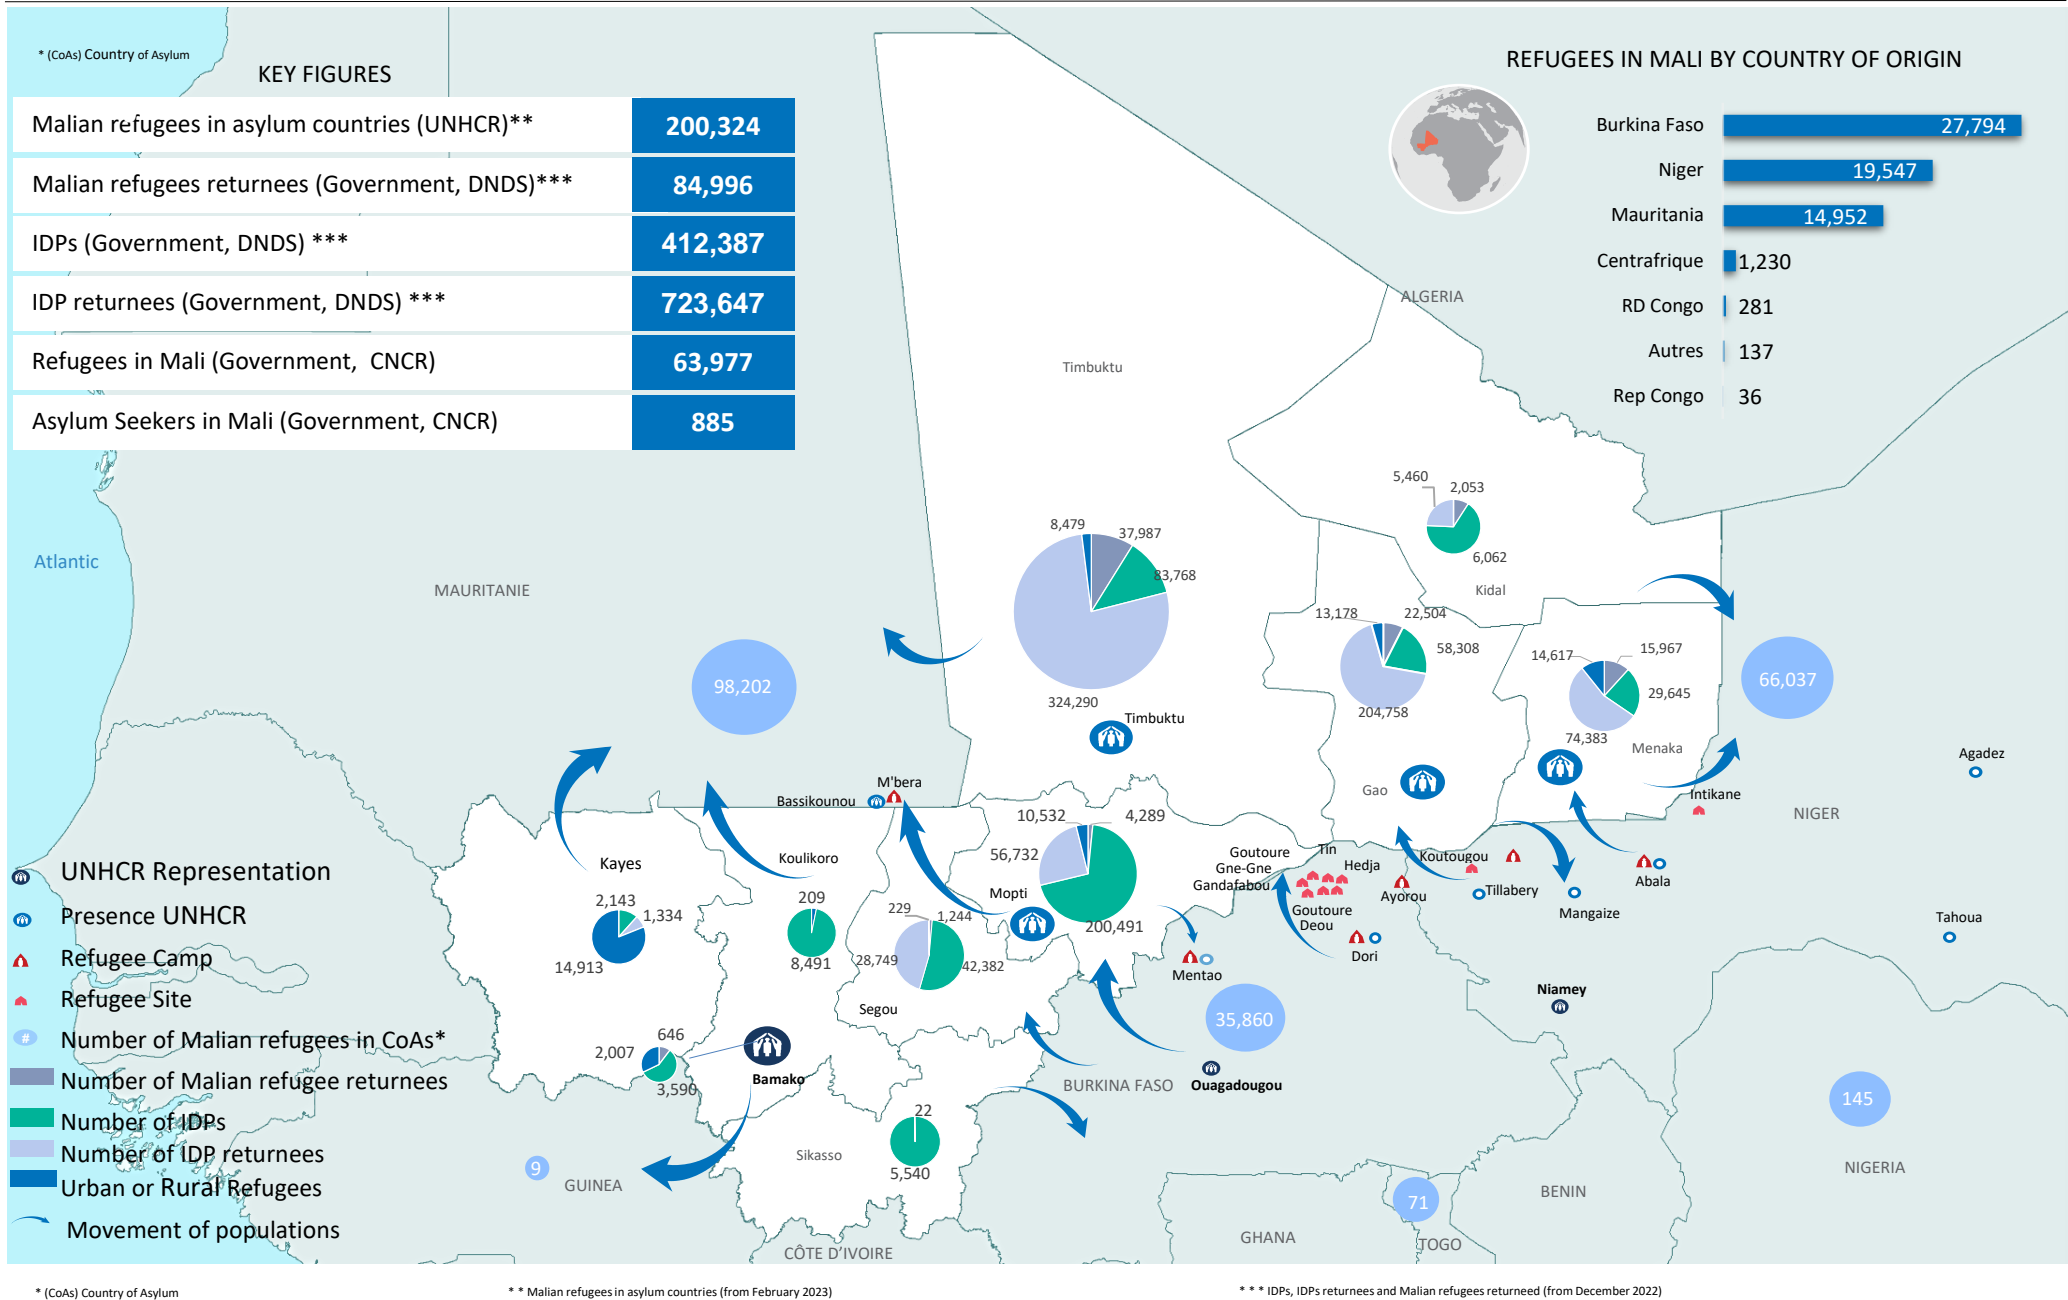 * (CoAs) Country of Asylum
KEY FIGURES
Malian refugees in asylum countries (UNHCR)** 200,324
Malian refugees returnees (Government, DNDS)*** 84,996
IDPs (Government, DNDS) *** 412,387
IDP returnees (Government, DNDS) *** 723,647
Refugees in Mali (Government, CNCR) 63,977
Asylum Seekers in Mali (Government, CNCR) 885
REFUGEES IN MALI BY COUNTRY OF ORIGIN
Burkina Faso 27,794
Niger 19,547
Mauritania 14,952
Centrafrique 1,230
RD Congo 281
Autres 137
Rep Congo 36
ALGERIA
Timbuktu
5,460
2,053
6,062
Kidal
Atlantic
MAURITANIE
8,479
37,987
83,768
324,290
Timbuktu
13,178
22,504
58,308
204,758
Gao
14,617
15,967
29,645
74,383
Menaka
98,202
66,037
Agadez
Intikane
NIGER
M'bera
Bassikounou
Kayes
2,143
1,334
14,913
Koulikoro
209
8,491
229
1,244
28,749
42,382
Segou
10,532
4,289
56,732
Mopti
200,491
Goutoure
Gne-Gne
Gandafabou
Tin
Hedja
Goutoure
Deou
Koutougou
Ayorou
Tillabery
Mangaize
Abala
Tahoua
Dori
Mentao
Niamey
35,860
Ouagadougou
BURKINA FASO
646
2,007
3,590
Bamako
22
5,540
Sikasso
9
GUINEA
CÔTE D’IVOIRE
GHANA
71
TOGO
BENIN
145
NIGERIA
UNHCR Representation
Presence UNHCR
Refugee Camp
Refugee Site
# Number of Malian refugees in CoAs*
Number of Malian refugee returnees
Number of IDPs
Number of IDP returnees
Urban or Rural Refugees
Movement of populations
* (CoAs) Country of Asylum
* * Malian refugees in asylum countries (from February 2023)
* * * IDPs, IDPs returnees and Malian refugees returneed (from December 2022)